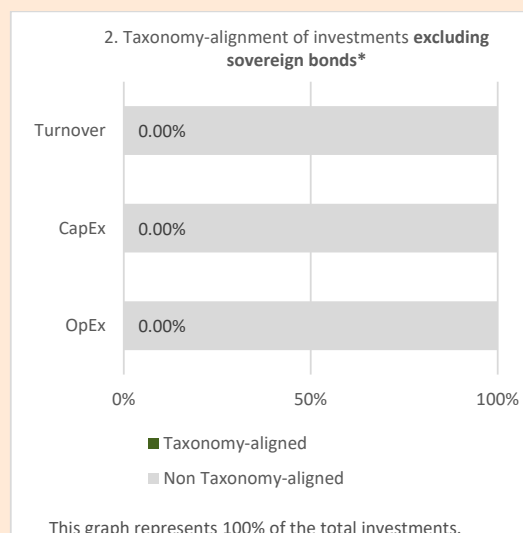 2. Taxonomy-alignment of investments excluding
sovereign bonds*
Turnover
0.00%
CapEx
0.00%
OpEx
0.00%
0%
50%
100%
Taxonomy-aligned
Non Taxonomy-aligned
This graph represents 100% of the total investments.